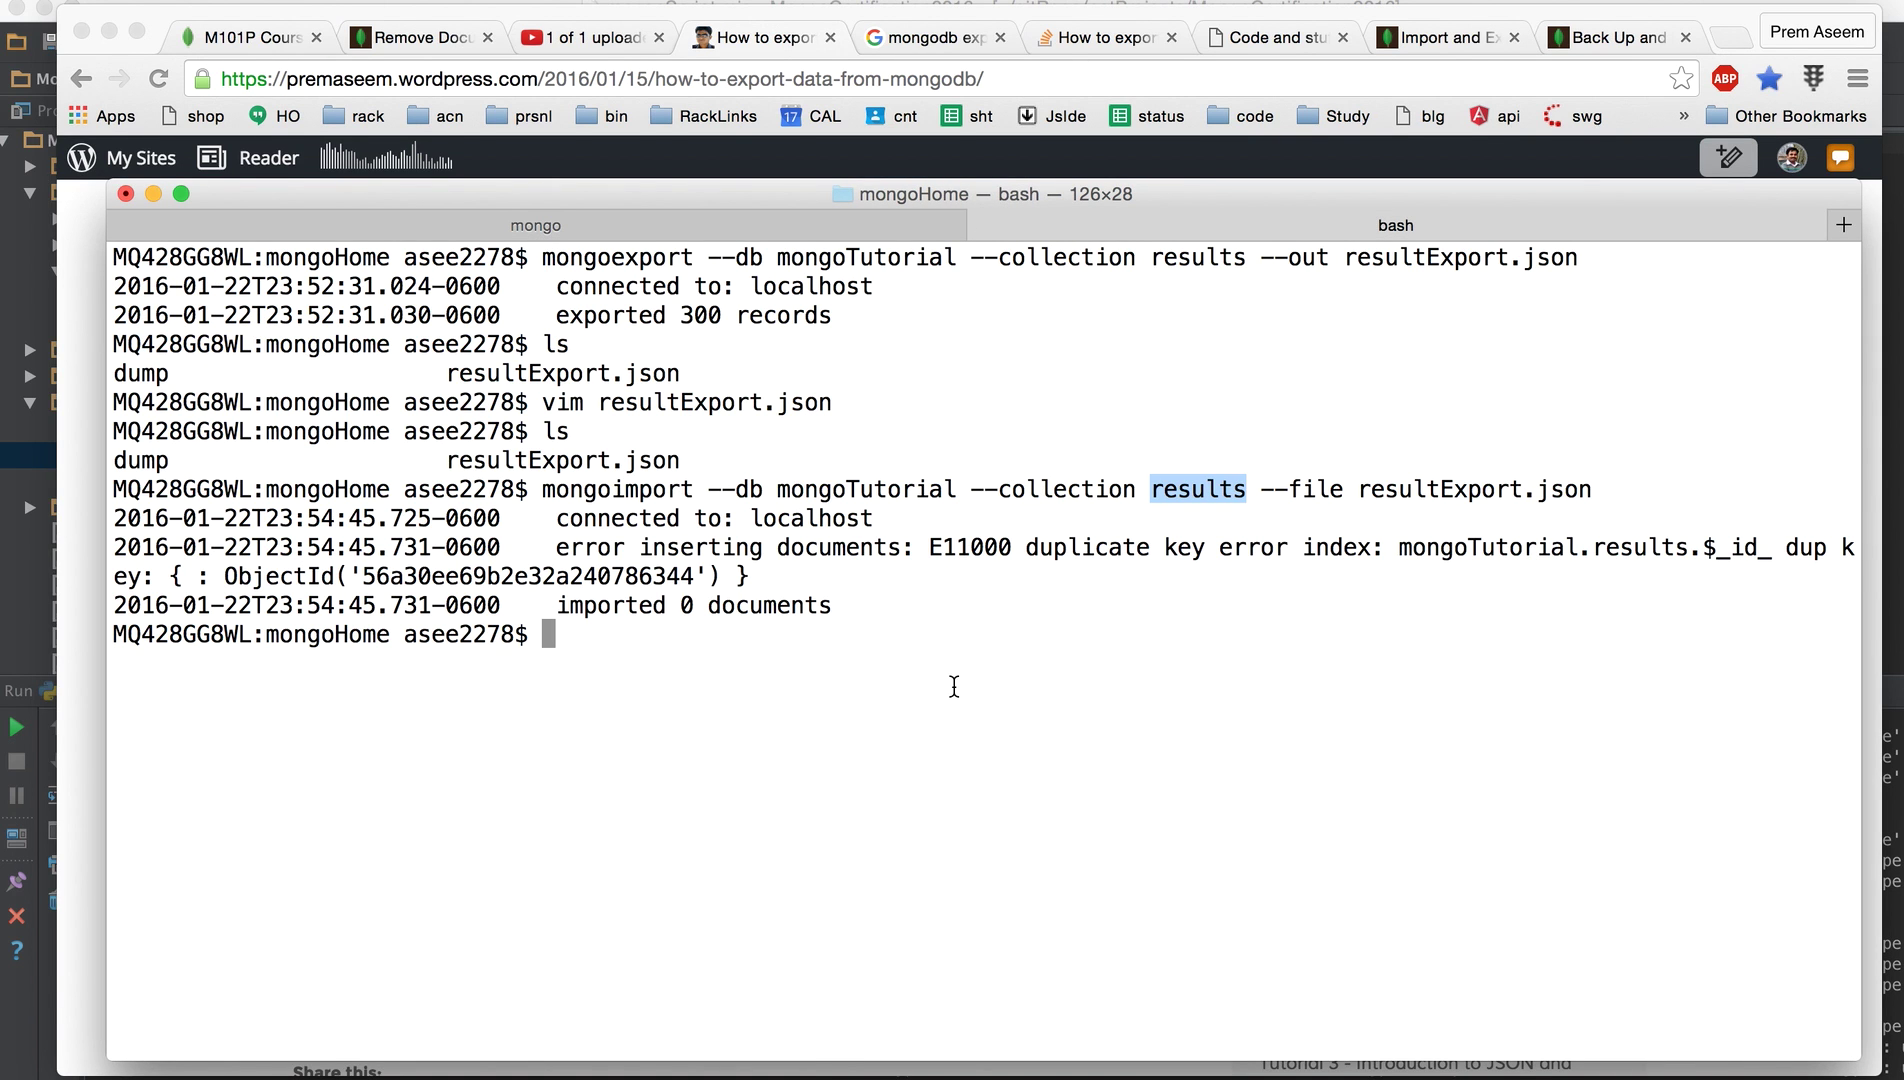 M101P Cours
Remove Docu
1 of 1 uploade
How to expor
mongodb exp
How to expor
Code and stu
Import and Ex
Back Up and
Prem Aseem
https://premaseem.wordpress.com/2016/01/15/how-to-export-data-from-mongodb/
ABP
Apps shop HO rack acn prsnl bin RackLinks 17 CAL cnt sht JsIde status code Study blg api swg » Other Bookmarks
My Sites Reader
mongoHome — bash — 126×28
mongo bash +
MQ428GG8WL:mongoHome asee2278$ mongoexport --db mongoTutorial --collection results --out resultExport.json
2016-01-22T23:52:31.024-0600 connected to: localhost
2016-01-22T23:52:31.030-0600 exported 300 records
MQ428GG8WL:mongoHome asee2278$ ls
dump resultExport.json
MQ428GG8WL:mongoHome asee2278$ vim resultExport.json
MQ428GG8WL:mongoHome asee2278$ ls
dump resultExport.json
MQ428GG8WL:mongoHome asee2278$ mongoimport --db mongoTutorial --collection results --file resultExport.json
2016-01-22T23:54:45.725-0600 connected to: localhost
2016-01-22T23:54:45.731-0600 error inserting documents: E11000 duplicate key error index: mongoTutorial.results.$_id_ dup k
ey: { : ObjectId('56a30ee69b2e32a240786344') }
2016-01-22T23:54:45.731-0600 imported 0 documents
MQ428GG8WL:mongoHome asee2278$
Run
Share this:
Tutorial 3 - Introduction to JSON and